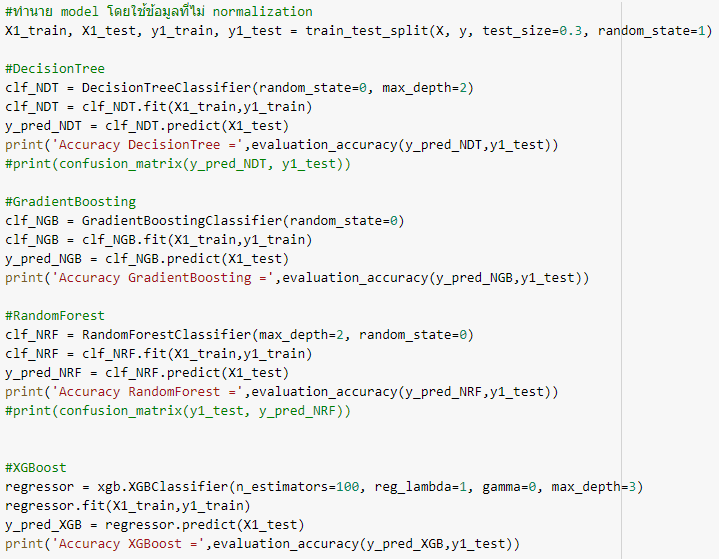 #ทำนาย model โดยใช้ข้อมูลที่ไม่ normalization
X1_train, X1_test, y1_train, y1_test = train_test_split(X, y, test_size=0.3, random_state=1)
#DecisionTree
clf_NDT = DecisionTreeClassifier(random_state=0, max_depth=2)
clf_NDT = clf_NDT.fit(X1_train,y1_train)
y_pred_NDT = clf_NDT.predict(X1_test)
print('Accuracy DecisionTree =',evaluation_accuracy(y_pred_NDT,y1_test))
#print(confusion_matrix(y_pred_NDT, y1_test))
#GradientBoosting
clf_NGB = GradientBoostingClassifier(random_state=0)
clf_NGB = clf_NGB.fit(X1_train,y1_train)
y_pred_NGB = clf_NGB.predict(X1_test)
print('Accuracy GradientBoosting =',evaluation_accuracy(y_pred_NGB,y1_test))
#RandomForest
clf_NRF = RandomForestClassifier(max_depth=2, random_state=0)
clf_NRF = clf_NRF.fit(X1_train,y1_train)
y_pred_NRF = clf_NRF.predict(X1_test)
print('Accuracy RandomForest =',evaluation_accuracy(y_pred_NRF,y1_test))
#print(confusion_matrix(y1_test, y_pred_NRF))
#XGBoost
regressor = xgb.XGBClassifier(n_estimators=100, reg_lambda=1, gamma=0, max_depth=3)
regressor.fit(X1_train,y1_train)
y_pred_XGB = regressor.predict(X1_test)
print('Accuracy XGBoost =',evaluation_accuracy(y_pred_XGB,y1_test))